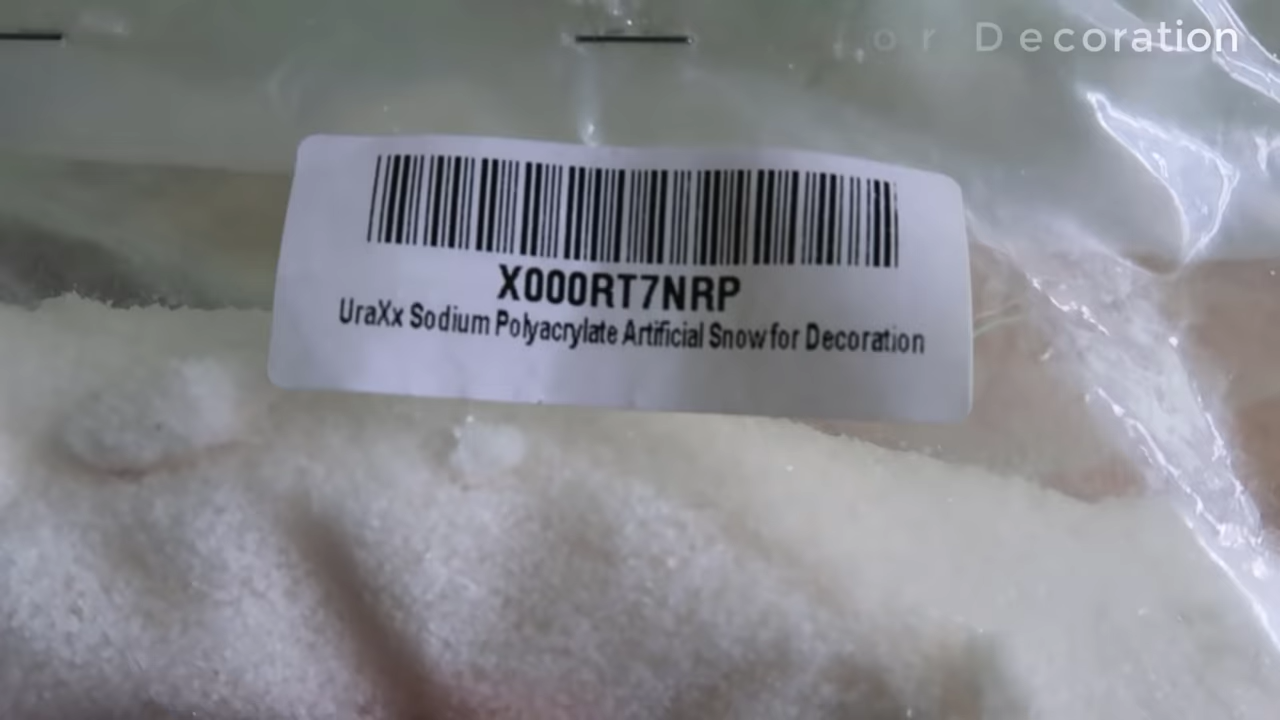 or Decoration
X000RT7NRP
UraXx Sodium Polyacrylate Artificial Snow for Decoration